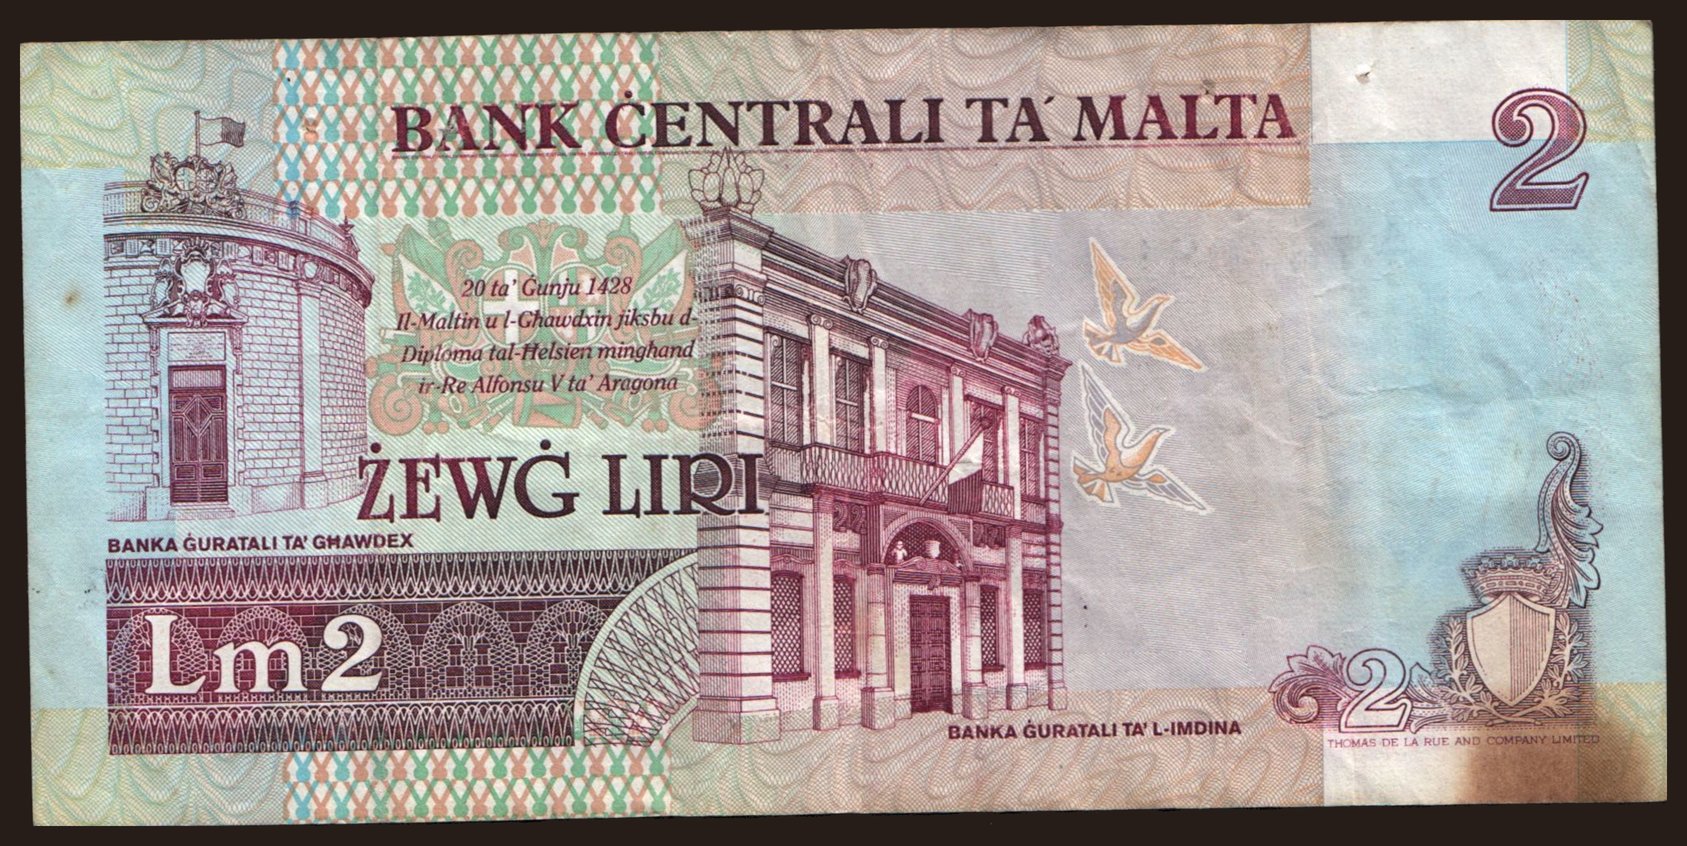 BANK ĊENTRALI TA' MALTA
2
20 ta' Ġunju 1428
Il-Maltin u l-Għawdxin jiksbu d-
Diploma tal-Ħelsien mingħand
ir-Re Alfonsu V ta' Aragona
ŻEWĠ LIRI
BANKA ĠURATALI TA' GĦAWDEX
Lm2
BANKA ĠURATALI TA' L-IMDINA
2
THOMAS DE LA RUE AND COMPANY LIMITED